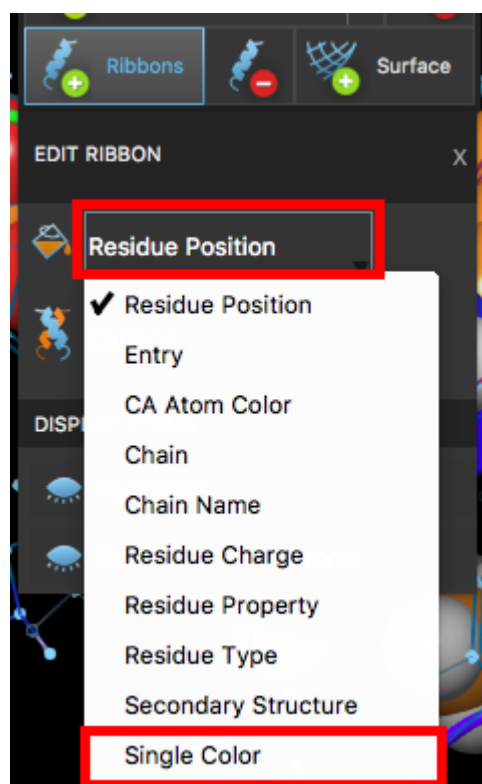 Ribbons
Surface
EDIT RIBBON
X
Residue Position
✔ Residue Position
Entry
CA Atom Color
DISP
Chain
Chain Name
Residue Charge
Residue Property
Residue Type
Secondary Structure
Single Color